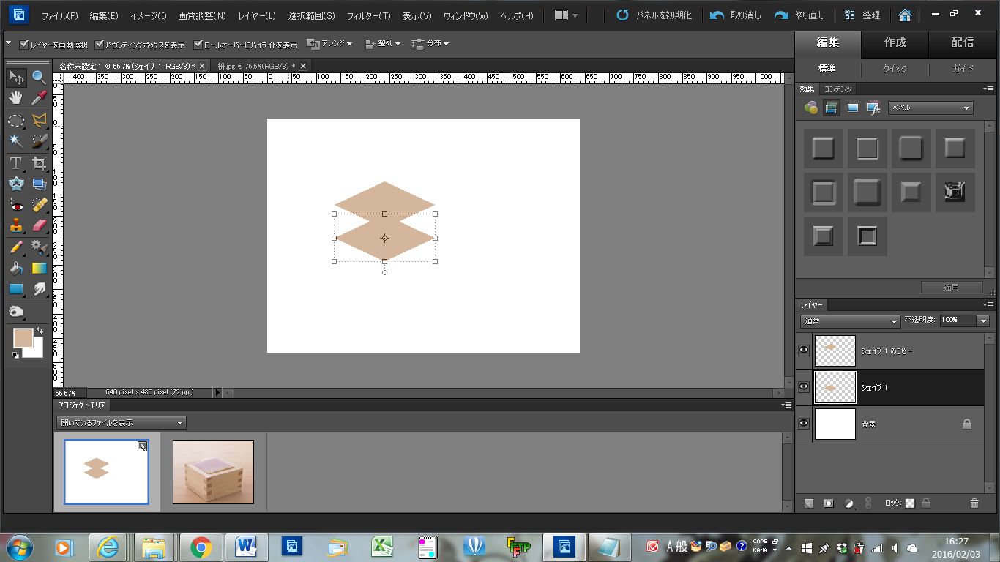 ファイル(F) 編集(E) イメージ(I) 画質調整(N) レイヤー(L) 選択範囲(S) フィルター(T) 表示(V) ウィンドウ(W) ヘルプ(H) パネルを初期化 取り消し やり直し 整理
レイヤーを自動選択 バウンディングボックスを表示 ロールオーバーにハイライトを表示 アレンジ 整列 分布
編集 作成 配信
標準 クイック ガイド
名称未設定 1 @ 66.7% (シェイプ 1, RGB/8) * 枡.jpg @ 76.6%(RGB/8) *
400 350 300 250 200 150 100 50 0 50 100 150 200 250 300 350 400 450 500 550 600 650 700 750 800 850 900 950 1000
効果 コンテンツ
ベベル
適用
レイヤー
通常 不透明度: 100%
シェイプ 1 のコピー
シェイプ 1
背景
ロック:
66.67% 640 pixel x 480 pixel (72 ppi)
プロジェクトエリア
開いているファイルを表示
A 般 CAPS KANA
16:27
2016/02/03